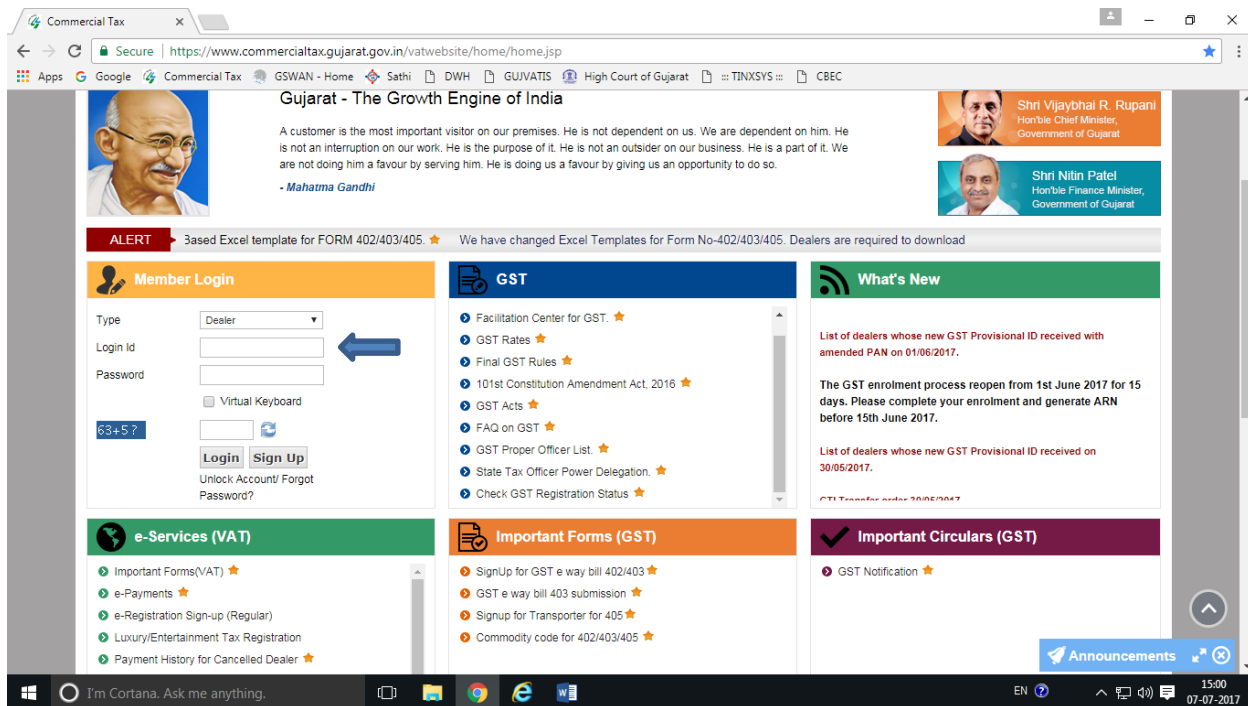 Commercial Tax
Secure | https://www.commercialtax.gujarat.gov.in/vatwebsite/home/home.jsp
Apps Google Commercial Tax GSWAN - Home Sathi DWH GUJVATIS High Court of Gujarat ::: TINXSYS ::: CBEC
Gujarat - The Growth Engine of India
A customer is the most important visitor on our premises. He is not dependent on us. We are dependent on him. He
is not an interruption on our work. He is the purpose of it. He is not an outsider on our business. He is a part of it. We
are not doing him a favour by serving him. He is doing us a favour by giving us an opportunity to do so.
- Mahatma Gandhi
Shri Vijaybhai R. Rupani
Hon'ble Chief Minister,
Government of Gujarat
Shri Nitin Patel
Hon'ble Finance Minister,
Government of Gujarat
ALERT Based Excel template for FORM 402/403/405. We have changed Excel Templates for Form No-402/403/405. Dealers are required to download
Member Login
Type Dealer
Login Id
Password
Virtual Keyboard
63+5?
Login Sign Up
Unlock Account/ Forgot
Password?
GST
Facilitation Center for GST.
GST Rates
Final GST Rules
101st Constitution Amendment Act, 2016
GST Acts
FAQ on GST
GST Proper Officer List.
State Tax Officer Power Delegation.
Check GST Registration Status
What's New
List of dealers whose new GST Provisional ID received with
amended PAN on 01/06/2017.
The GST enrolment process reopen from 1st June 2017 for 15
days. Please complete your enrolment and generate ARN
before 15th June 2017.
List of dealers whose new GST Provisional ID received on
30/05/2017.
CTI Transfer order 30/05/2017
e-Services (VAT)
Important Forms(VAT)
e-Payments
e-Registration Sign-up (Regular)
Luxury/Entertainment Tax Registration
Payment History for Cancelled Dealer
Important Forms (GST)
SignUp for GST e way bill 402/403
GST e way bill 403 submission
Signup for Transporter for 405
Commodity code for 402/403/405
Important Circulars (GST)
GST Notification
Announcements
I'm Cortana. Ask me anything.
EN
15:00
07-07-2017